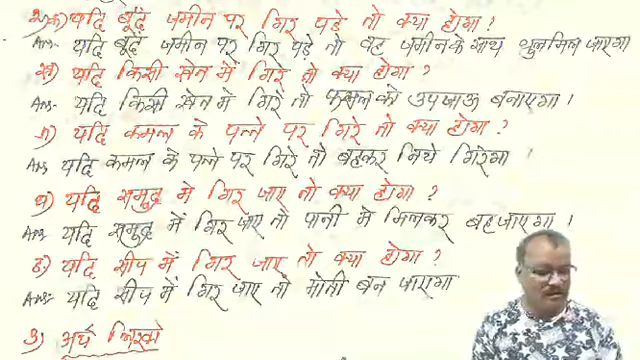 2) क) यदि बूँदें जमीन पर गिर पड़े तो क्या होगा?
Ans:- यदि बूँदें जमीन पर गिर पड़े तो वह जमीन के साथ घुलमिल जाएगा
ख) यदि किसी खेत में गिरे तो क्या होगा?
Ans:- यदि किसी खेत में गिरे तो फसल को उपजाऊ बनाएगा।
ग) यदि कमल के पत्ते पर गिरे तो क्या होगा?
Ans यदि कमल के पत्ते पर गिरे तो बहकर निचे गिरेगा।
घ) यदि समुद्र में गिर जाए तो क्या होगा?
Ans. यदि समुद्र में गिर जाए तो पानी में मिलकर बह जाएगा।
ङ) यदि सीप में गिर जाए तो क्या होगा?
Ans:- यदि सीप में गिर जाए तो मोती बन जाएगा
3) अर्थ लिखो